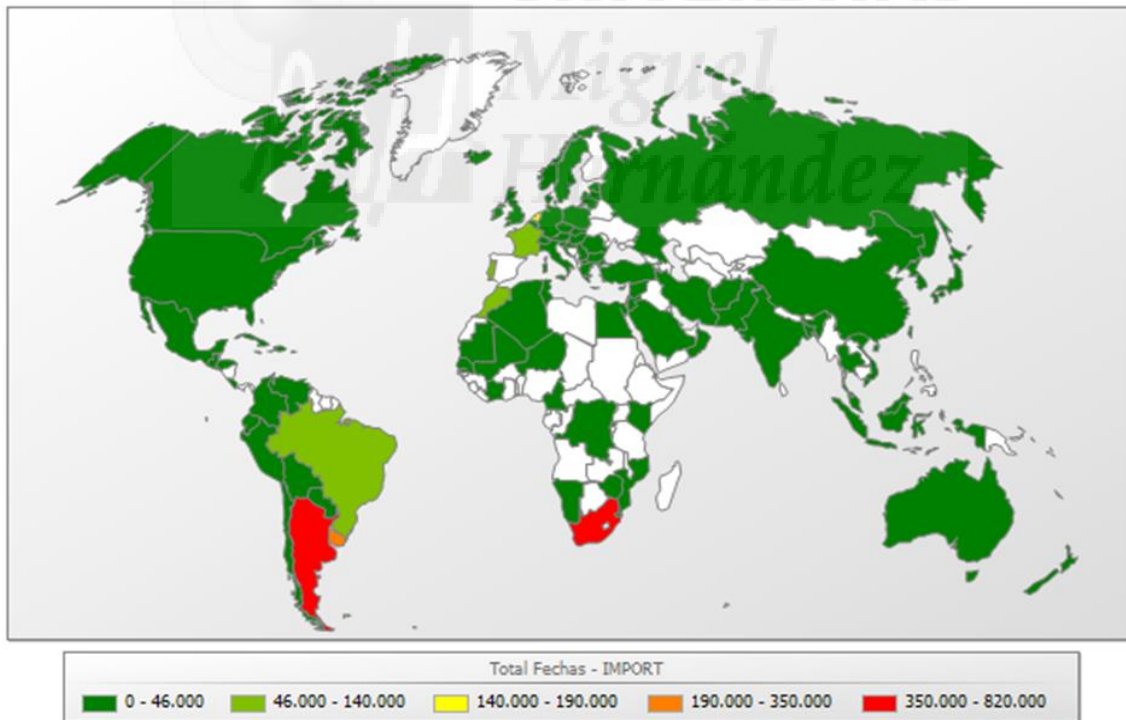 Miguel
Hernández
Total Fechas - IMPORT
0 - 46.000
46.000 - 140.000
140.000 - 190.000
190.000 - 350.000
350.000 - 820.000